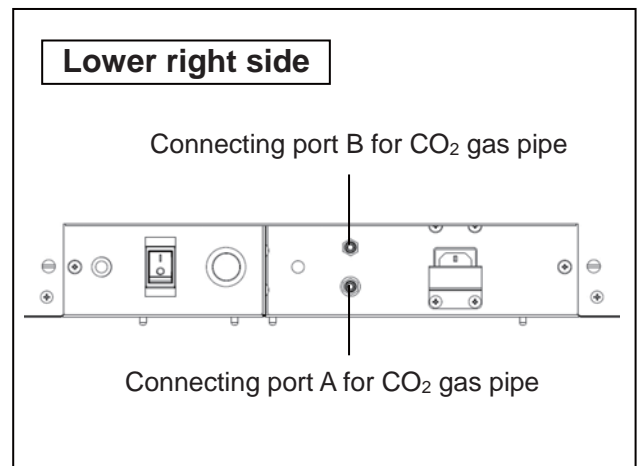 Lower right side
Connecting port B for CO₂ gas pipe
Connecting port A for CO₂ gas pipe